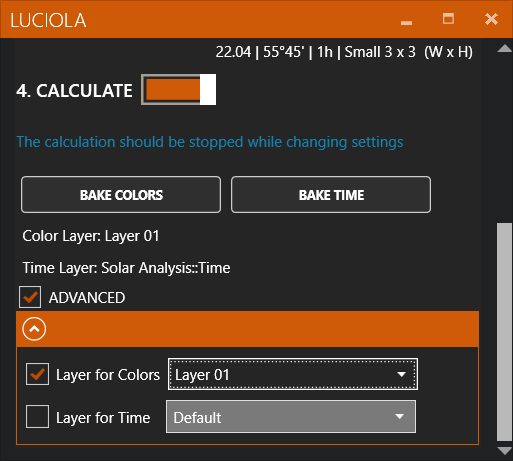 LUCIOLA
22.04 | 55°45' | 1h | Small 3 x 3 (W x H)
4. CALCULATE
The calculation should be stopped while changing settings
BAKE COLORS BAKE TIME
Color Layer: Layer 01
Time Layer: Solar Analysis::Time
ADVANCED
Layer for Colors Layer 01
Layer for Time Default